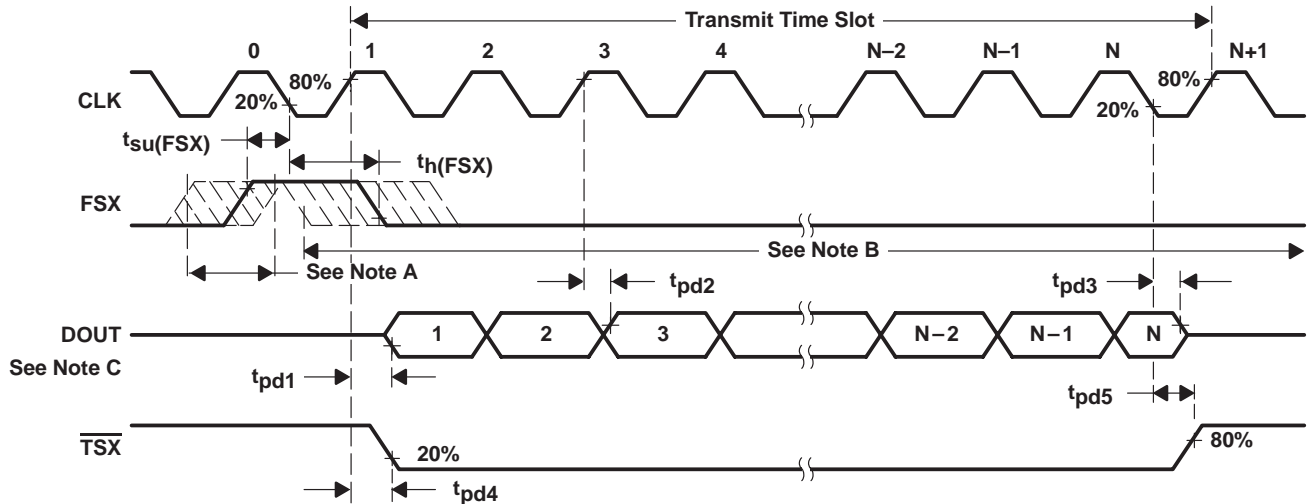 Transmit Time Slot
0 1 2 3 4 N–2 N–1 N N+1
80% 80%
CLK 20% 20%
tsu(FSX)
th(FSX)
FSX
See Note A
See Note B
tpd2 tpd3
DOUT 1 2 3 N–2 N–1 N
See Note C
tpd1 tpd5
TSX 20% 80%
tpd4